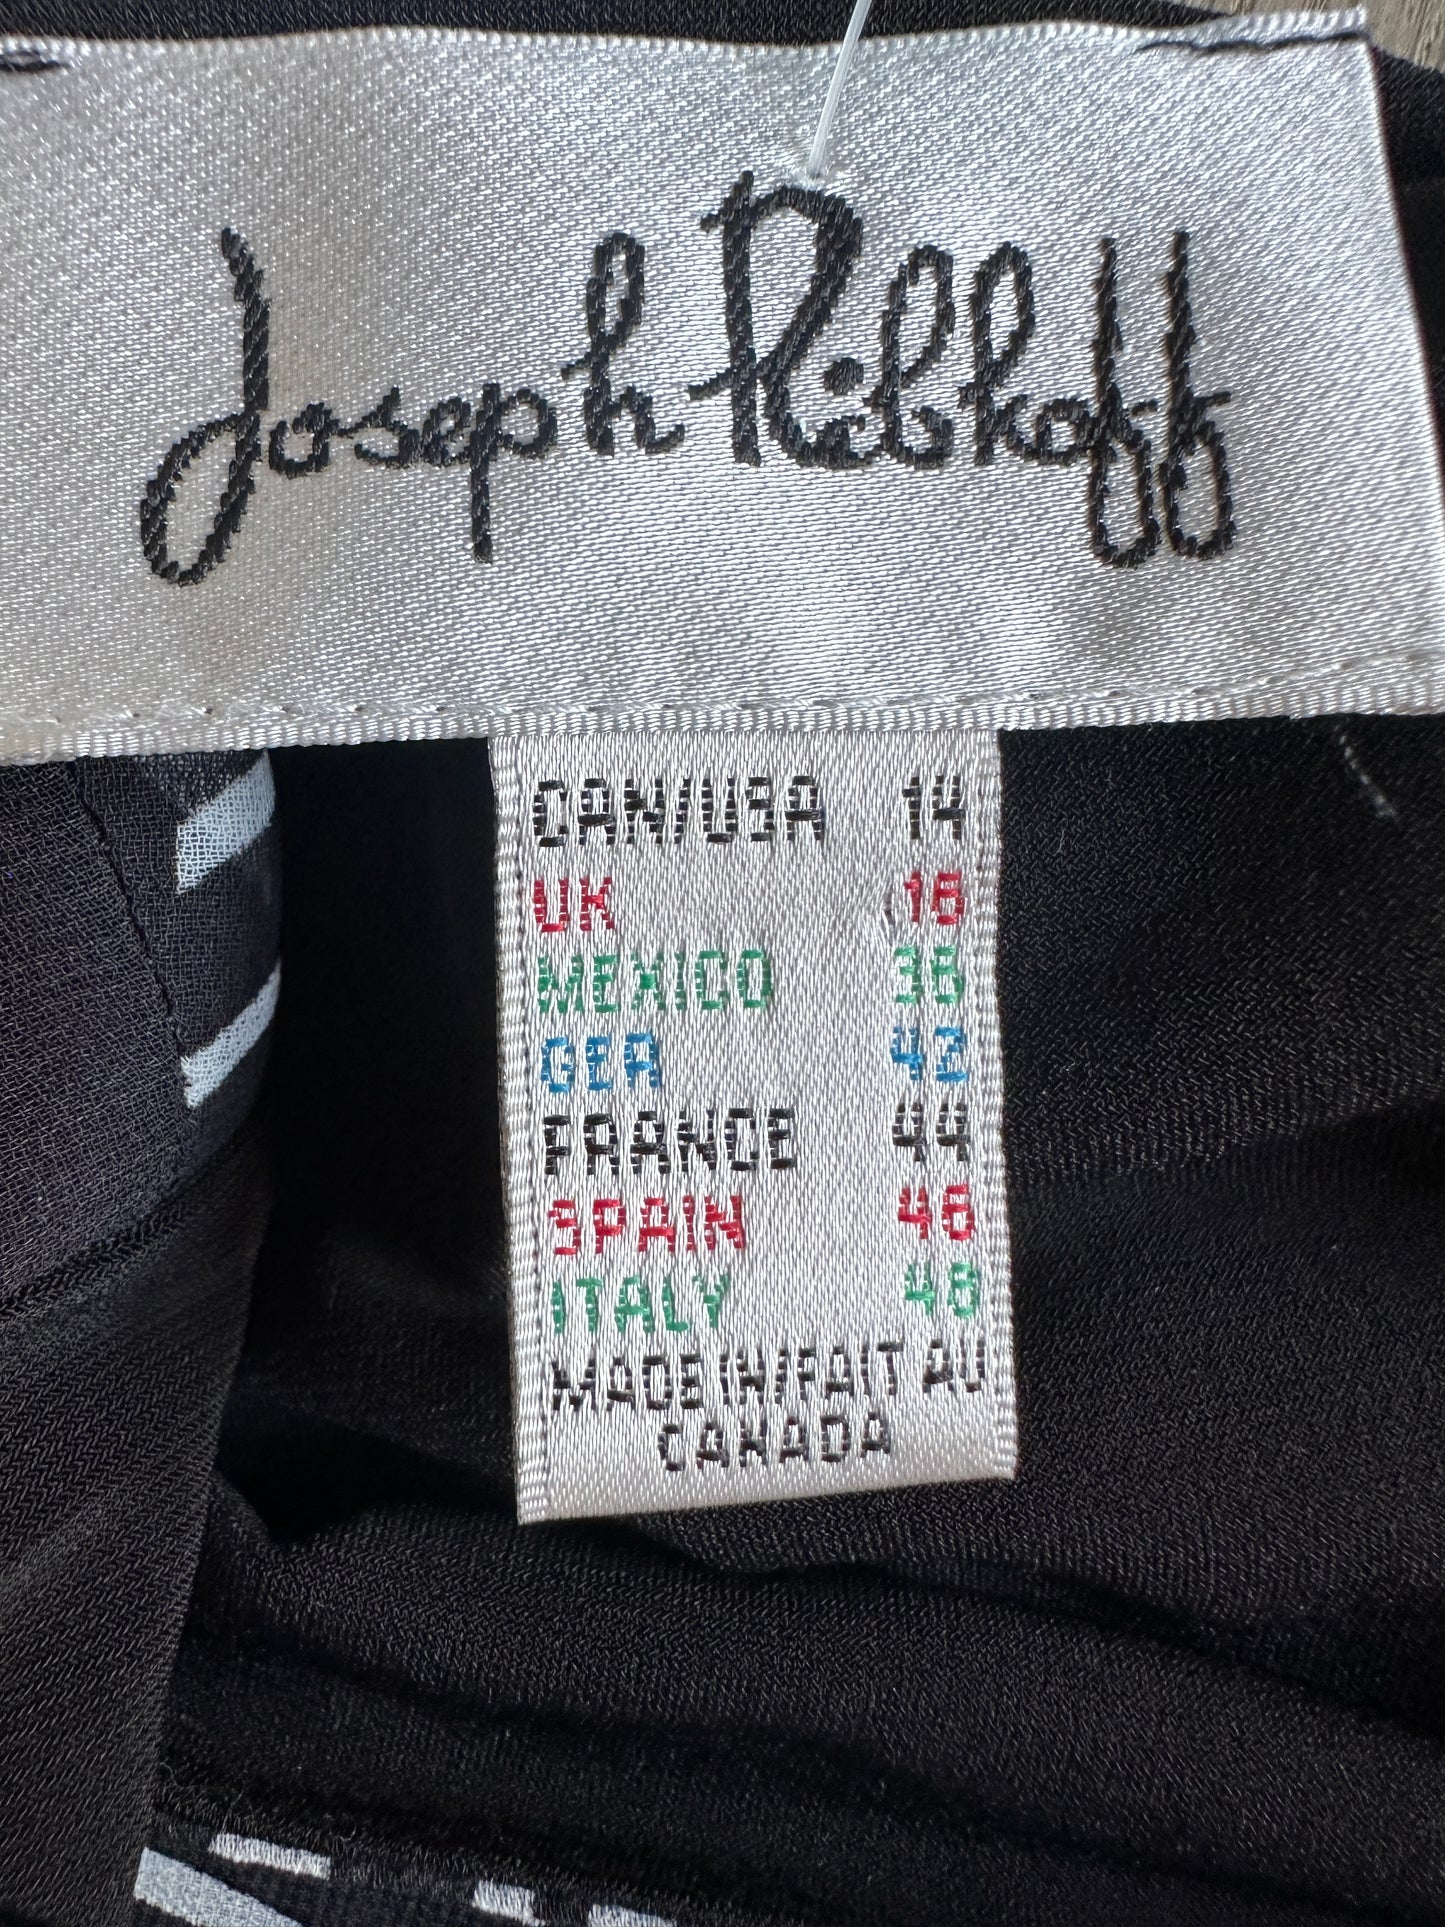 Joseph Ribkoff
CAN/USA 14
UK 16
MEXICO 36
GER 42
FRANCE 44
SPAIN 46
ITALY 48
MADE IN/FAIT AU
CANADA